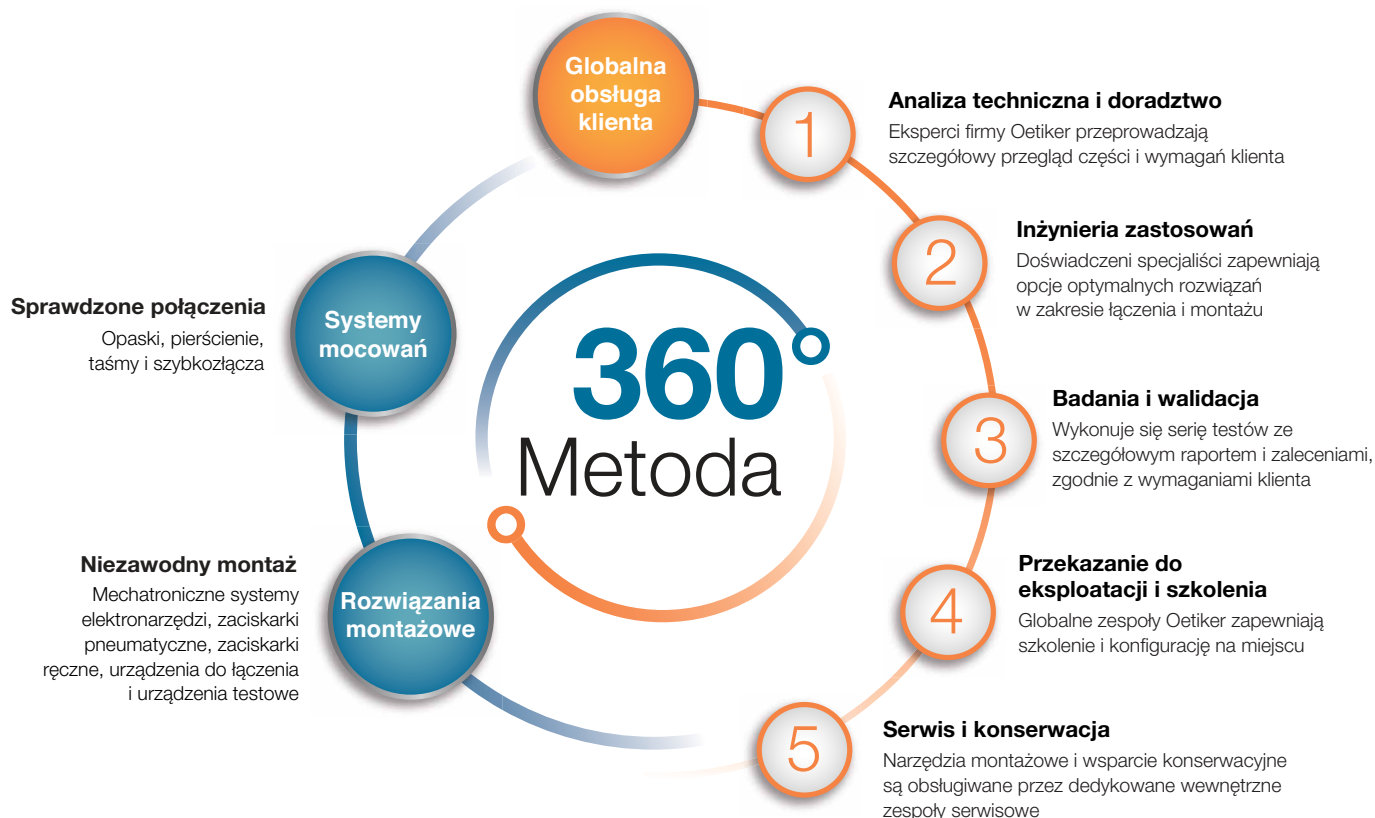 Globalna
obsługa
klienta
1
Analiza techniczna i doradztwo
Eksperci firmy Oetiker przeprowadzają
szczegółowy przegląd części i wymagań klienta
2
Inżynieria zastosowań
Doświadczeni specjaliści zapewniają
opcje optymalnych rozwiązań
w zakresie łączenia i montażu
3
Badania i walidacja
Wykonuje się serię testów ze
szczegółowym raportem i zaleceniami,
zgodnie z wymaganiami klienta
4
Przekazanie do
eksploatacji i szkolenia
Globalne zespoły Oetiker zapewniają
szkolenie i konfigurację na miejscu
5
Serwis i konserwacja
Narzędzia montażowe i wsparcie konserwacyjne
są obsługiwane przez dedykowane wewnętrzne
zespoły serwisowe
Sprawdzone połączenia
Opaski, pierścienie,
taśmy i szybkozłącza
Systemy
mocowań
Niezawodny montaż
Mechatroniczne systemy
elektronarzędzi, zaciskarki
pneumatyczne, zaciskarki
ręczne, urządzenia do łączenia
i urządzenia testowe
Rozwiązania
montażowe
360°
Metoda